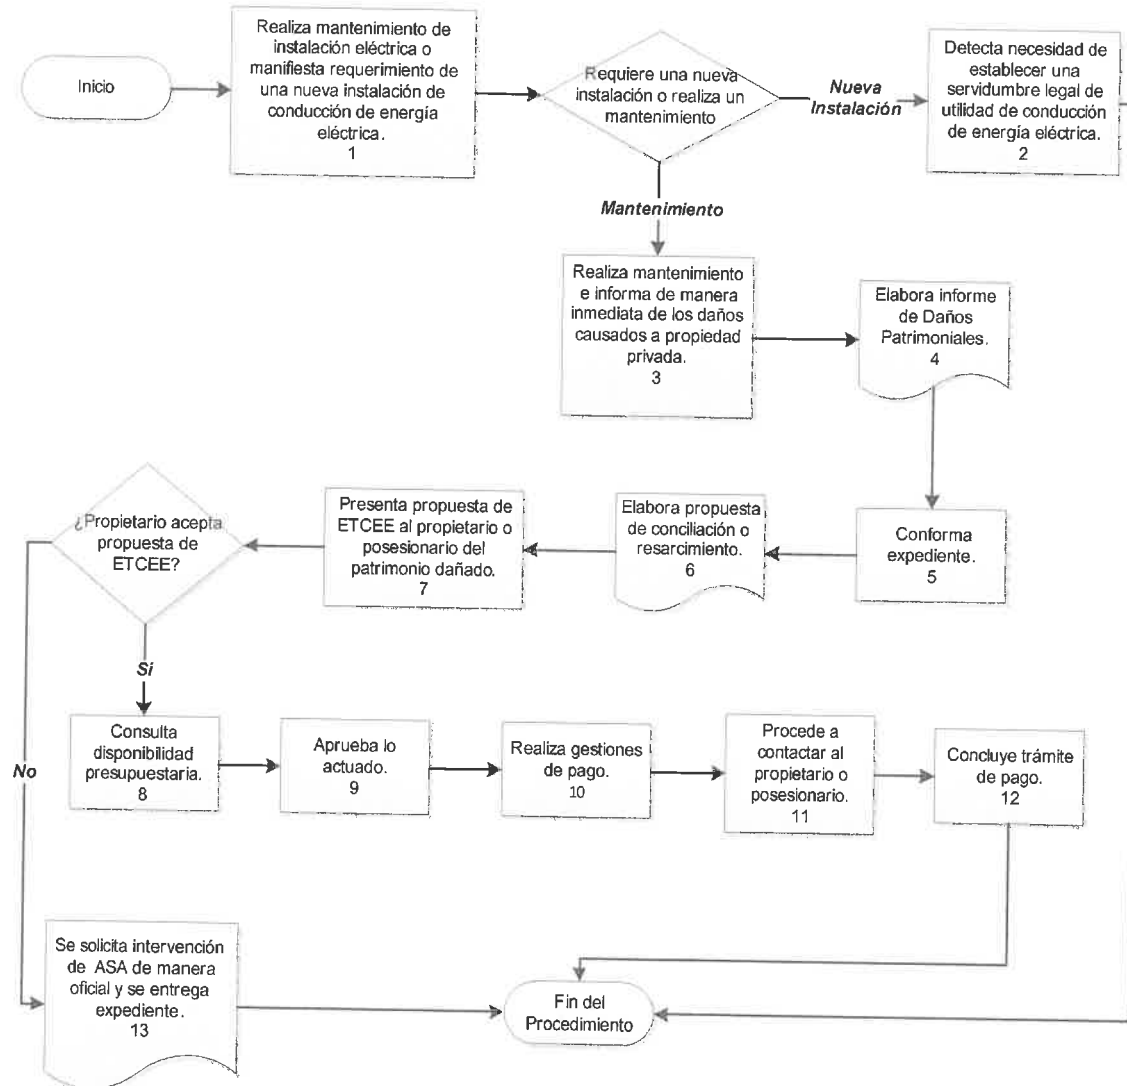 Inicio
Realiza mantenimiento de
instalación eléctrica o
manifiesta requerimiento de
una nueva instalación de
conducción de energía
eléctrica.
1
Requiere una nueva
instalación o realiza un
mantenimiento
Nueva
Instalación
Detecta necesidad de
establecer una
servidumbre legal de
utilidad de conducción
de energía eléctrica.
2
Mantenimiento
Realiza mantenimiento
e informa de manera
inmediata de los daños
causados a propiedad
privada.
3
Elabora informe
de Daños
Patrimoniales.
4
Conforma
expediente.
5
Elabora propuesta
de conciliación o
resarcimiento.
6
Presenta propuesta de
ETCEE al propietario o
posesionario del
patrimonio dañado.
7
¿Propietario acepta
propuesta de
ETCEE?
Si
No
Consulta
disponibilidad
presupuestaria.
8
Aprueba lo
actuado.
9
Realiza gestiones
de pago.
10
Procede a
contactar al
propietario o
posesionario.
11
Concluye trámite
de pago.
12
Se solicita intervención
de ASA de manera
oficial y se entrega
expediente.
13
Fin del
Procedimiento